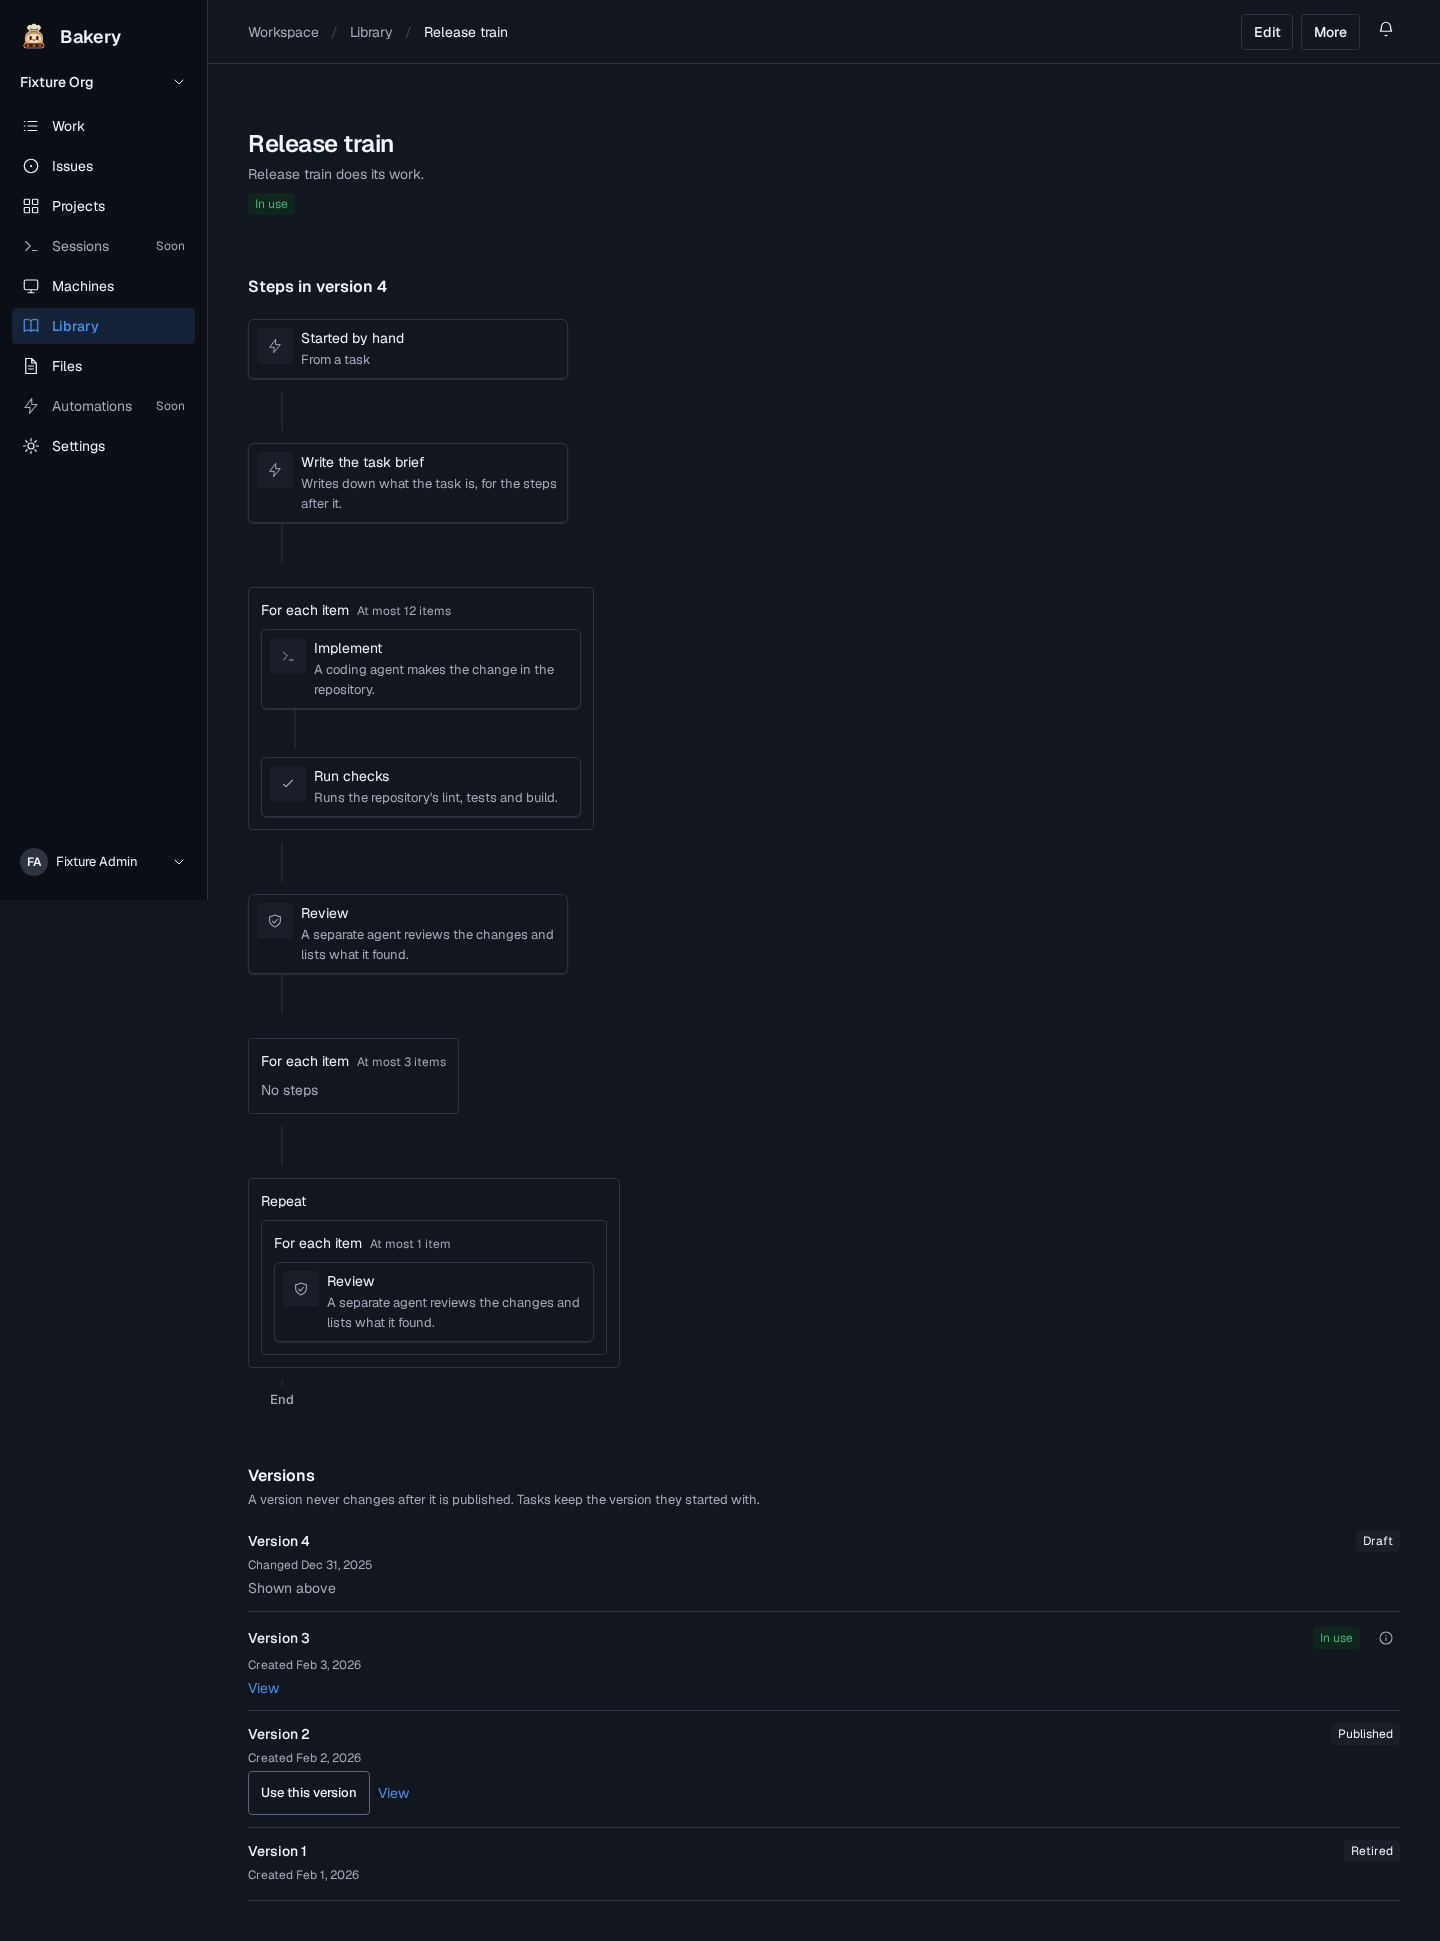 Bakery
Fixture Org
Work
Issues
Projects
Sessions Soon
Machines
Library
Files
Automations Soon
Settings
FA Fixture Admin
Workspace / Library / Release train
Edit More
Release train
Release train does its work.
In use
Steps in version 4
Started by hand
From a task
Write the task brief
Writes down what the task is, for the steps
after it.
For each item At most 12 items
Implement
A coding agent makes the change in the
repository.
Run checks
Runs the repository's lint, tests and build.
Review
A separate agent reviews the changes and
lists what it found.
For each item At most 3 items
No steps
Repeat
For each item At most 1 item
Review
A separate agent reviews the changes and
lists what it found.
End
Versions
A version never changes after it is published. Tasks keep the version they started with.
Version 4 Draft
Changed Dec 31, 2025
Shown above
Version 3 In use
Created Feb 3, 2026
View
Version 2 Published
Created Feb 2, 2026
Use this version View
Version 1 Retired
Created Feb 1, 2026